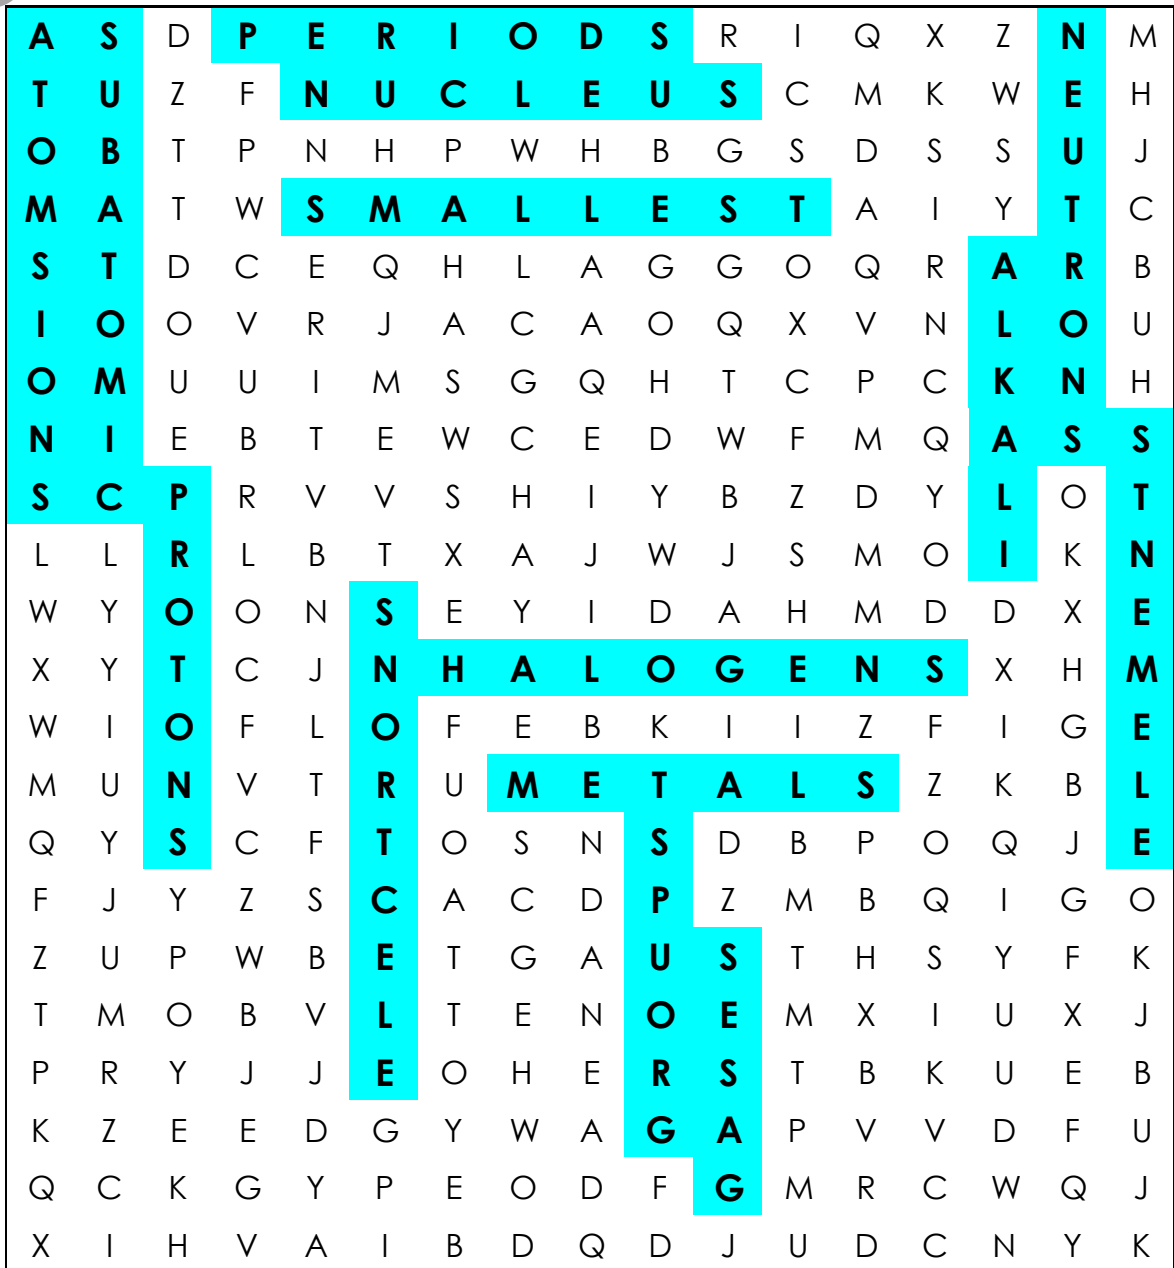 A S D P E R I O D S R I Q X Z N M
T U Z F N U C L E U S C M K W E H
O B T P N H P W H B G S D S S U J
M A T W S M A L L E S T A I Y T C
S T D C E Q H L A G G O Q R A R B
I O O V R J A C A O Q X V N L O U
O M U U I M S G Q H T C P C K N H
N I E B T E W C E D W F M Q A S S
S C P R V V S H I Y B Z D Y L O T
L L R L B T X A J W J S M O I K N
W Y O O N S E Y I D A H M D D X E
X Y T C J N H A L O G E N S X H M
W I O F L O F E B K I I Z F I G E
M U N V T R U M E T A L S Z K B L
Q Y S C F T O S N S D B P O Q J E
F J Y Z S C A C D P Z M B Q I G O
Z U P W B E T G A U S T H S Y F K
T M O B V L T E N O E M X I U X J
P R Y J J E O H E R S T B K U E B
K Z E E D G Y W A G A P V V D F U
Q C K G Y P E O D F G M R C W Q J
X I H V A I B D Q D J U D C N Y K